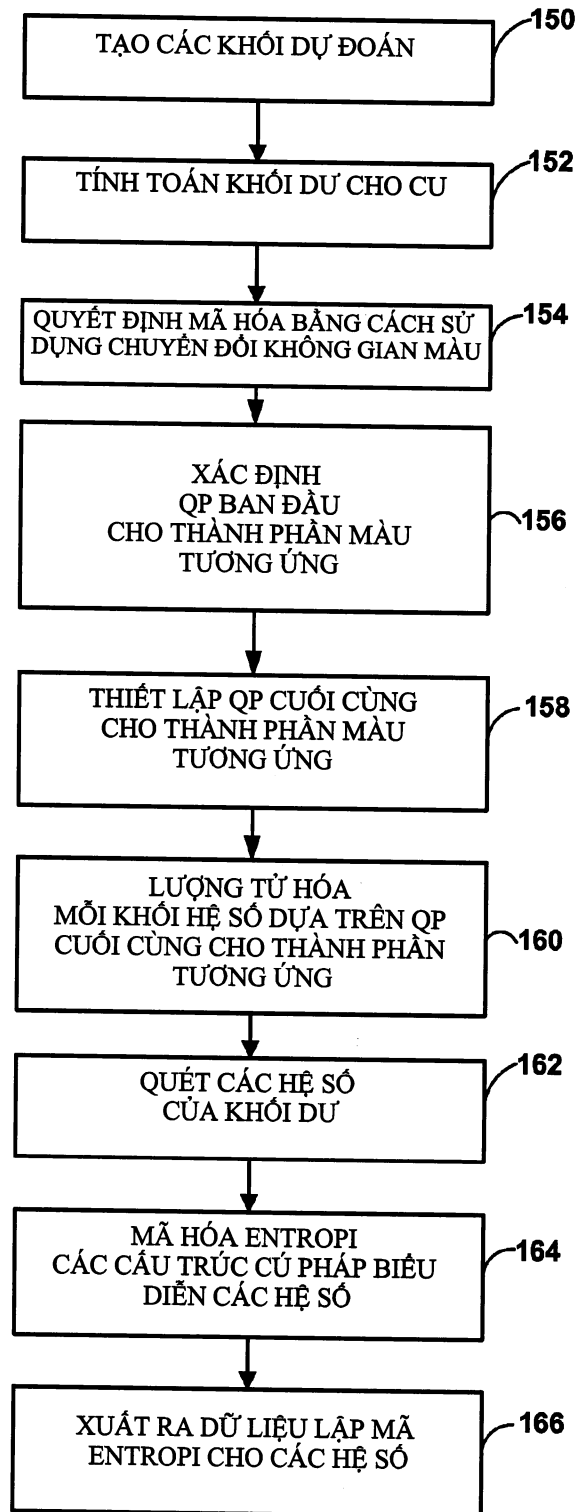 TẠO CÁC KHỐI DỰ ĐOÁN
150
TÍNH TOÁN KHỐI DƯ CHO CU
152
QUYẾT ĐỊNH MÃ HÓA BẰNG CÁCH SỬ
DỤNG CHUYỂN ĐỔI KHÔNG GIAN MÀU
154
XÁC ĐỊNH
QP BAN ĐẦU
CHO THÀNH PHẦN MÀU
TƯƠNG ỨNG
156
THIẾT LẬP QP CUỐI CÙNG
CHO THÀNH PHẦN MÀU
TƯƠNG ỨNG
158
LƯỢNG TỬ HÓA
MỖI KHỐI HỆ SỐ DỰA TRÊN QP
CUỐI CÙNG CHO THÀNH PHẦN
TƯƠNG ỨNG
160
QUÉT CÁC HỆ SỐ
CỦA KHỐI DƯ
162
MÃ HÓA ENTROPI
CÁC CẤU TRÚC CÚ PHÁP BIỂU
DIỄN CÁC HỆ SỐ
164
XUẤT RA DỮ LIỆU LẬP MÃ
ENTROPI CHO CÁC HỆ SỐ
166